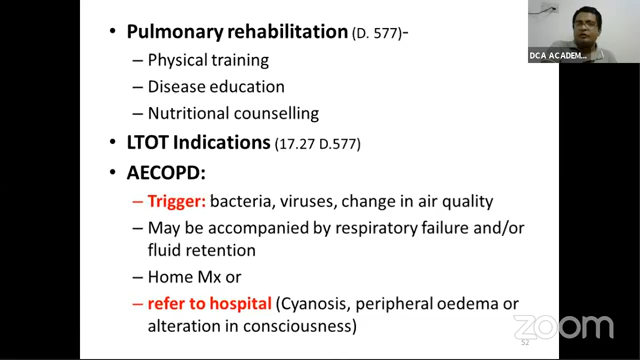 • Pulmonary rehabilitation (D. 577)-
– Physical training
– Disease education
– Nutritional counselling
• LTOT Indications (17.27 D.577)
• AECOPD:
– Trigger: bacteria, viruses, change in air quality
– May be accompanied by respiratory failure and/or
fluid retention
– Home Mx or
– refer to hospital (Cyanosis, peripheral oedema or
alteration in consciousness)
DCA ACADEM...
zoom
52